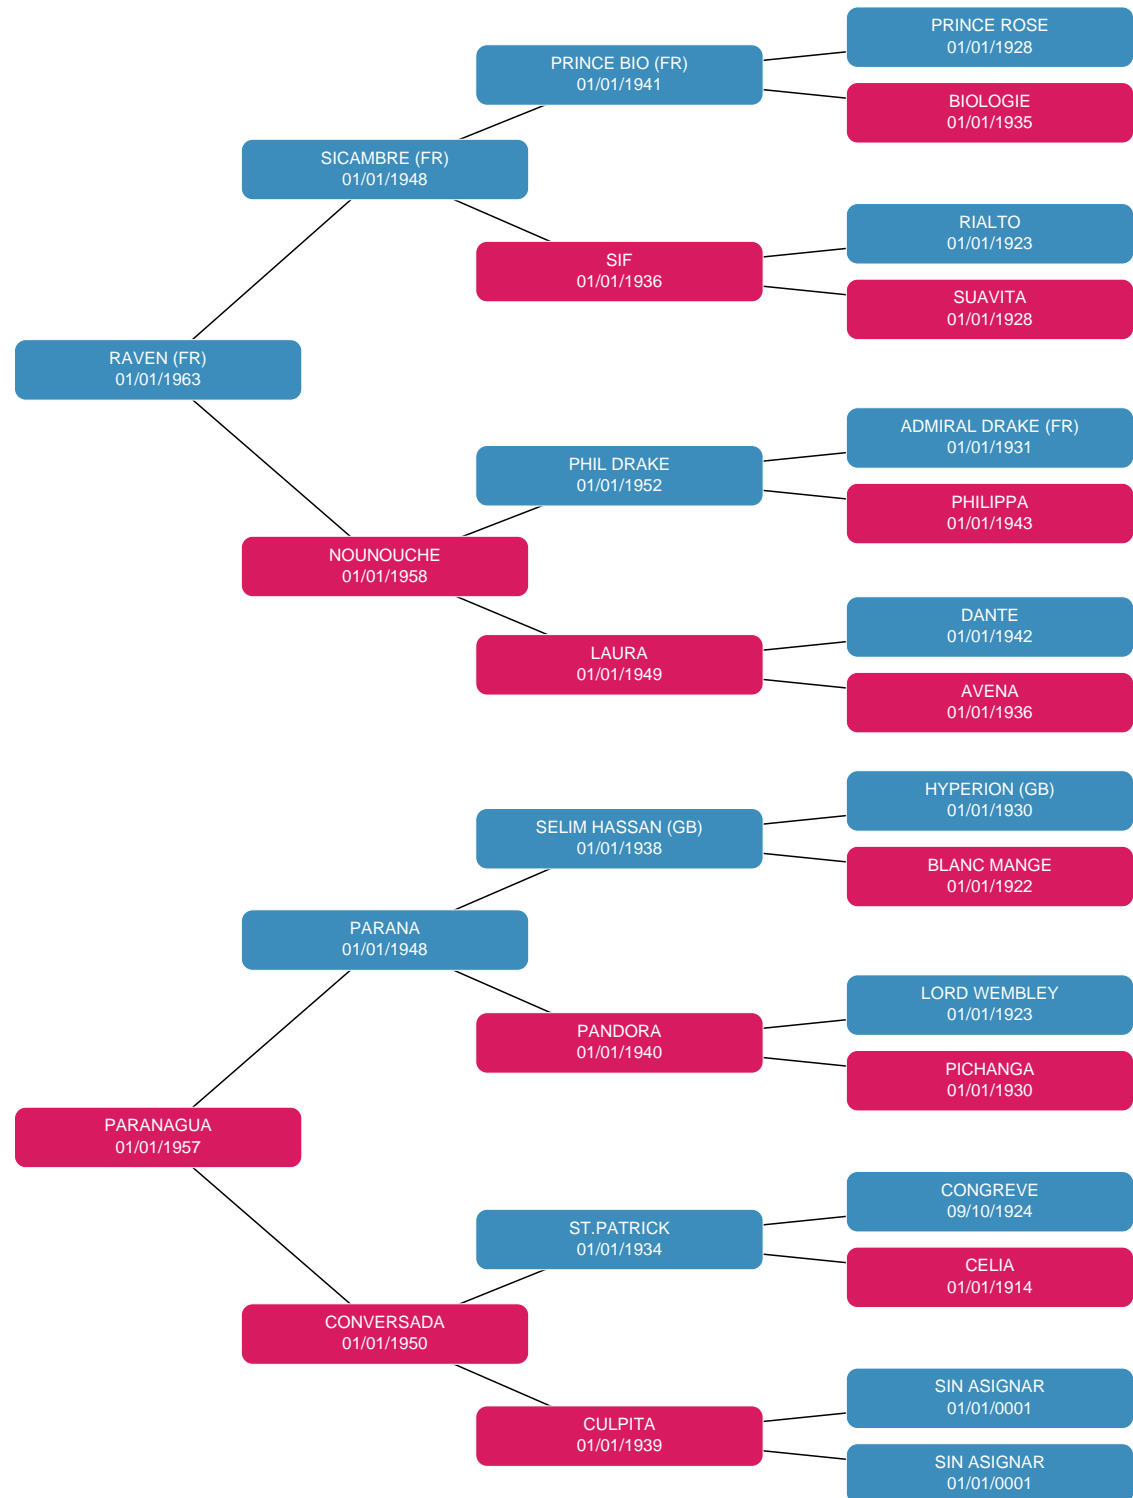 PRINCE ROSE
01/01/1928
PRINCE BIO (FR)
01/01/1941
BIOLOGIE
01/01/1935
SICAMBRE (FR)
01/01/1948
RIALTO
01/01/1923
SIF
01/01/1936
SUAVITA
01/01/1928
RAVEN (FR)
01/01/1963
ADMIRAL DRAKE (FR)
01/01/1931
PHIL DRAKE
01/01/1952
PHILIPPA
01/01/1943
NOUNOUCHE
01/01/1958
DANTE
01/01/1942
LAURA
01/01/1949
AVENA
01/01/1936
HYPERION (GB)
01/01/1930
SELIM HASSAN (GB)
01/01/1938
BLANC MANGE
01/01/1922
PARANA
01/01/1948
LORD WEMBLEY
01/01/1923
PANDORA
01/01/1940
PICHANGA
01/01/1930
PARANAGUA
01/01/1957
CONGREVE
09/10/1924
ST.PATRICK
01/01/1934
CELIA
01/01/1914
CONVERSADA
01/01/1950
SIN ASIGNAR
01/01/0001
CULPITA
01/01/1939
SIN ASIGNAR
01/01/0001